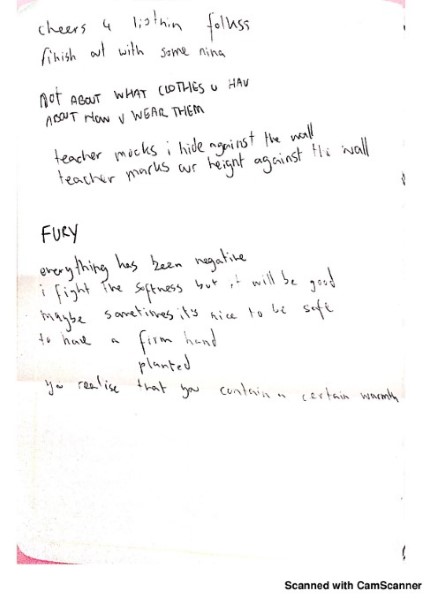 cheers 4 listnin folkss
finish out with some nina
NOT ABOUT WHAT CLOTHES U HAV
ABOUT HOW U WEAR THEM
teacher mocks i hide against the wall
teacher marks our height against the wall
FURY
everything has been negative
i fight the softness but it will be good
maybe sometimes its nice to be safe
to have a firm hand
planted
you realise that you contain a certain warmth
Scanned with CamScanner